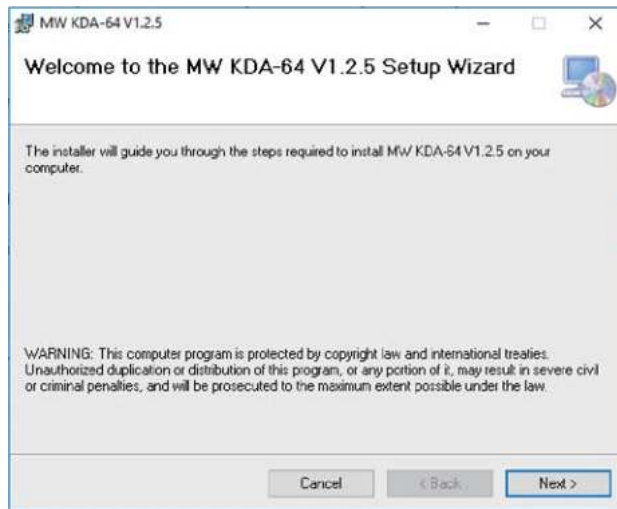 MW KDA-64 V1.2.5
Welcome to the MW KDA-64 V1.2.5 Setup Wizard
The installer will guide you through the steps required to install MW KDA-64 V1.2.5 on your
computer.
WARNING: This computer program is protected by copyright law and international treaties.
Unauthorized duplication or distribution of this program, or any portion of it, may result in severe civil
or criminal penalties, and will be prosecuted to the maximum extent possible under the law.
Cancel < Back Next >